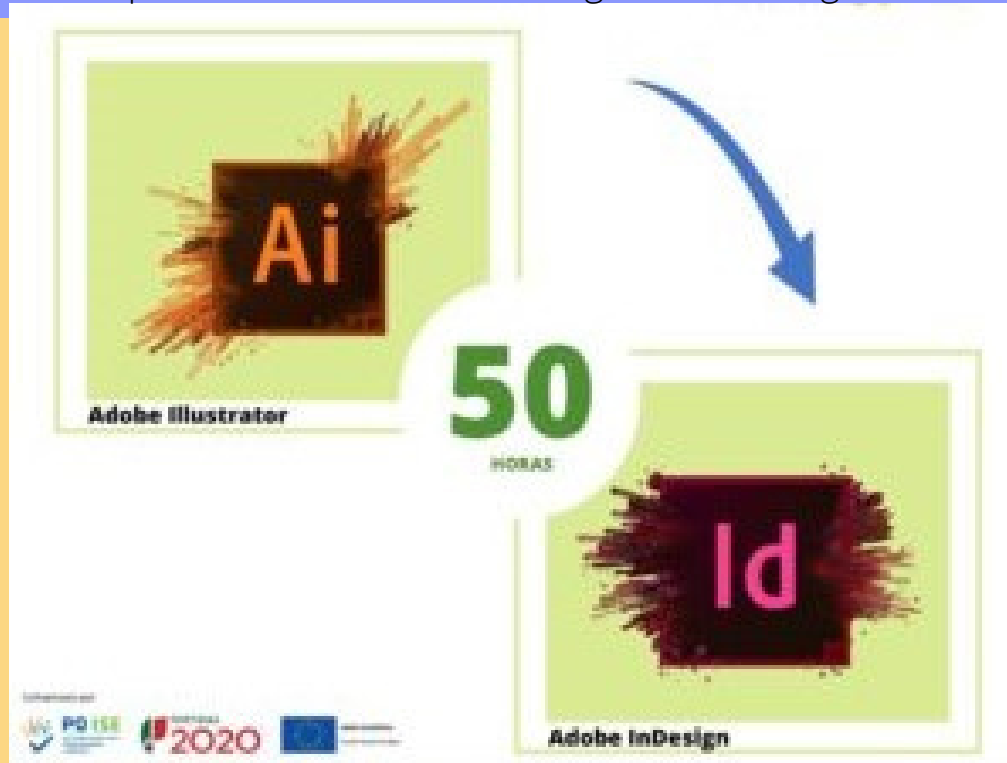 Ai
Adobe Illustrator
50
HORAS
Id
Adobe InDesign
PO ISE
2020